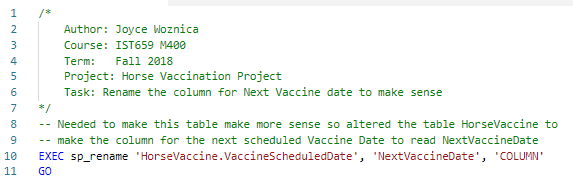 1 /*
2 Author: Joyce Woznica
3 Course: IST659 M400
4 Term: Fall 2018
5 Project: Horse Vaccination Project
6 Task: Rename the column for Next Vaccine date to make sense
7 */
8 -- Needed to make this table make more sense so altered the table HorseVaccine to
9 -- make the column for the next scheduled Vaccine Date to read NextVaccineDate
10 EXEC sp_rename 'HorseVaccine.VaccineScheduledDate', 'NextVaccineDate', 'COLUMN'
11 GO